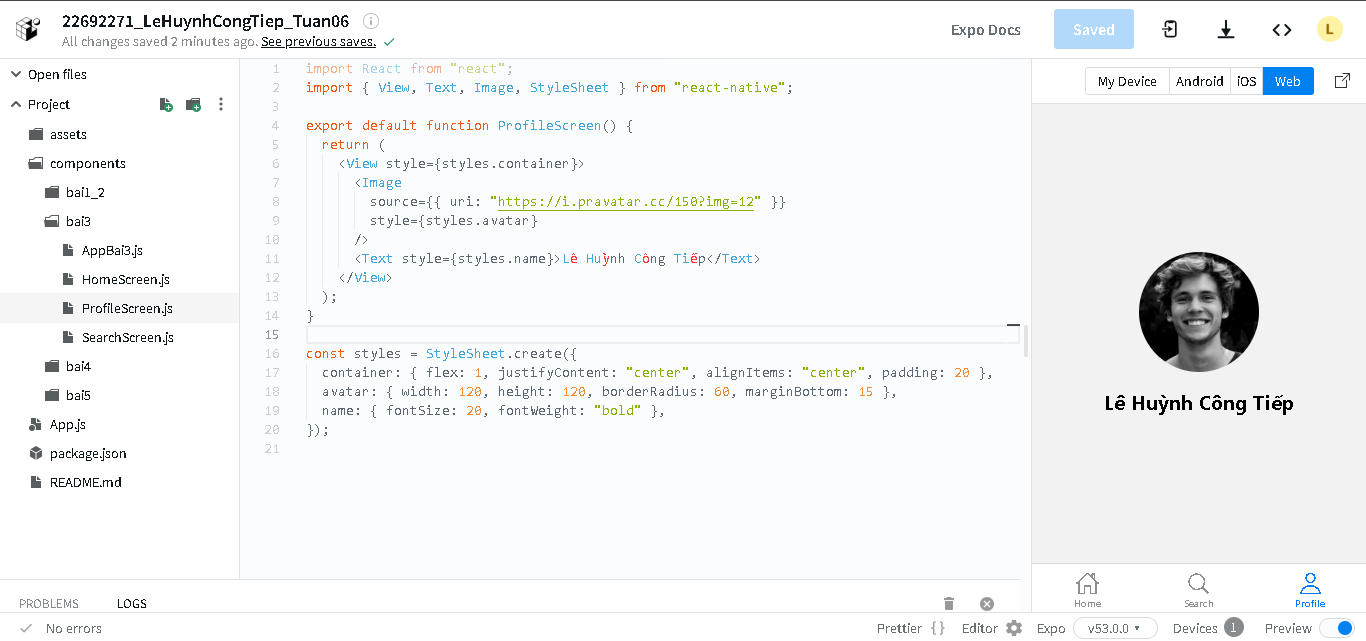 22692271_LeHuynhCongTiep_Tuan06
All changes saved 2 minutes ago. See previous saves.
Expo Docs
Saved
L
Open files
Project
assets
components
bai1_2
bai3
AppBai3.js
HomeScreen.js
ProfileScreen.js
SearchScreen.js
bai4
bai5
App.js
package.json
README.md
1 import React from "react";
2 import { View, Text, Image, StyleSheet } from "react-native";
3
4 export default function ProfileScreen() {
5 return (
6 <View style={styles.container}>
7 <Image
8 source={{ uri: "https://i.pravatar.cc/150?img=12" }}
9 style={styles.avatar}
10 />
11 <Text style={styles.name}>Lê Huỳnh Công Tiếp</Text>
12 </View>
13 );
14 }
15
16 const styles = StyleSheet.create({
17 container: { flex: 1, justifyContent: "center", alignItems: "center", padding: 20 },
18 avatar: { width: 120, height: 120, borderRadius: 60, marginBottom: 15 },
19 name: { fontSize: 20, fontWeight: "bold" },
20 });
21
My Device Android iOS Web
Lê Huỳnh Công Tiếp
Home Search Profile
PROBLEMS LOGS
No errors
Prettier {} Editor Expo v53.0.0 Devices 1 Preview